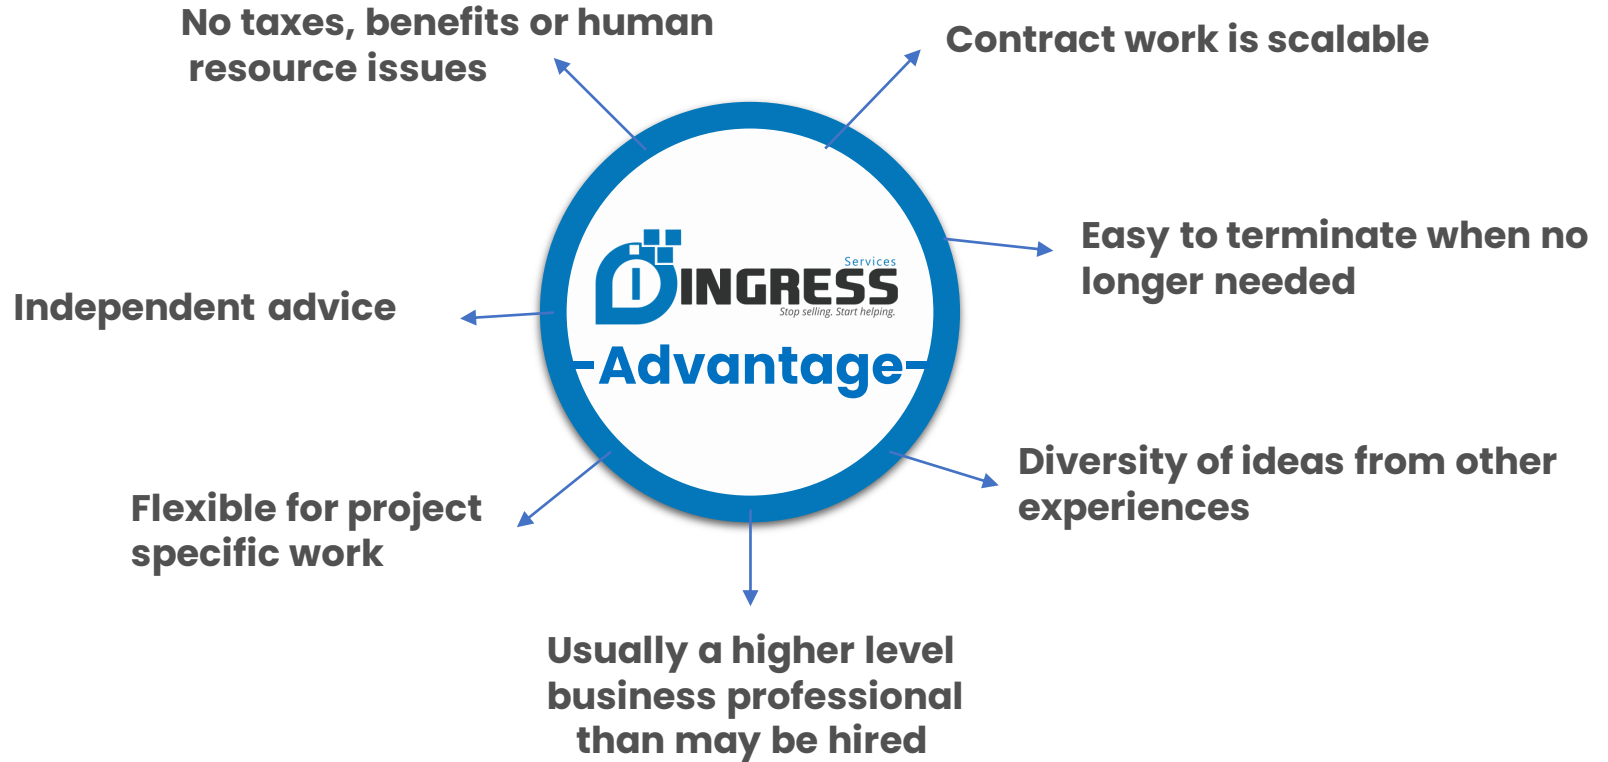 No taxes, benefits or human
resource issues
Contract work is scalable
Easy to terminate when no
longer needed
Independent advice
Services
INGRESS
Stop selling. Start helping.
-Advantage-
Diversity of ideas from other
experiences
Flexible for project
specific work
Usually a higher level
business professional
than may be hired